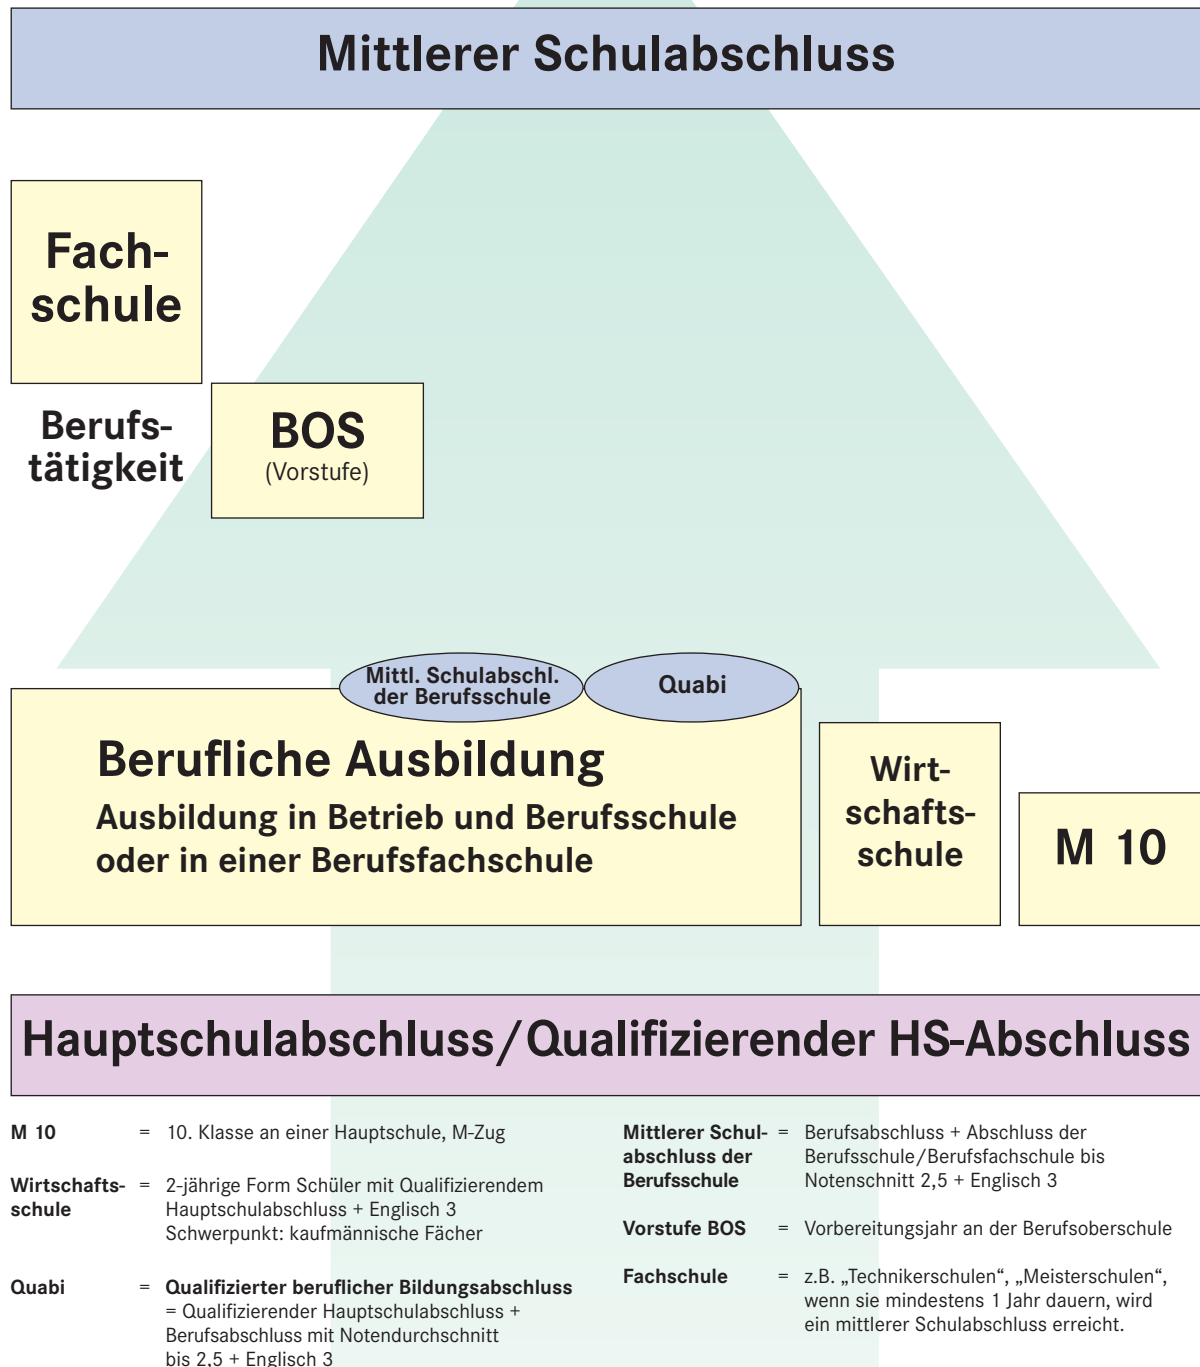 Mittlerer Schulabschluss
Fach-
schule
Berufs-
tätigkeit
BOS
(Vorstufe)
Mittl. Schulabschl.
der Berufsschule
Quabi
Berufliche Ausbildung
Ausbildung in Betrieb und Berufsschule
oder in einer Berufsfachschule
Wirt-
schafts-
schule
M 10
Hauptschulabschluss/Qualifizierender HS-Abschluss
M 10 = 10. Klasse an einer Hauptschule, M-Zug
Wirtschafts- = 2-jährige Form Schüler mit Qualifizierendem
schule Hauptschulabschluss + Englisch 3
Schwerpunkt: kaufmännische Fächer
Quabi = Qualifizierter beruflicher Bildungsabschluss
= Qualifizierender Hauptschulabschluss +
Berufsabschluss mit Notendurchschnitt
bis 2,5 + Englisch 3
Mittlerer Schul- = Berufsabschluss + Abschluss der
abschluss der Berufsschule/Berufsfachschule bis
Berufsschule Notenschnitt 2,5 + Englisch 3
Vorstufe BOS = Vorbereitungsjahr an der Berufsoberschule
Fachschule = z.B. „Technikerschulen“, „Meisterschulen“,
wenn sie mindestens 1 Jahr dauern, wird
ein mittlerer Schulabschluss erreicht.